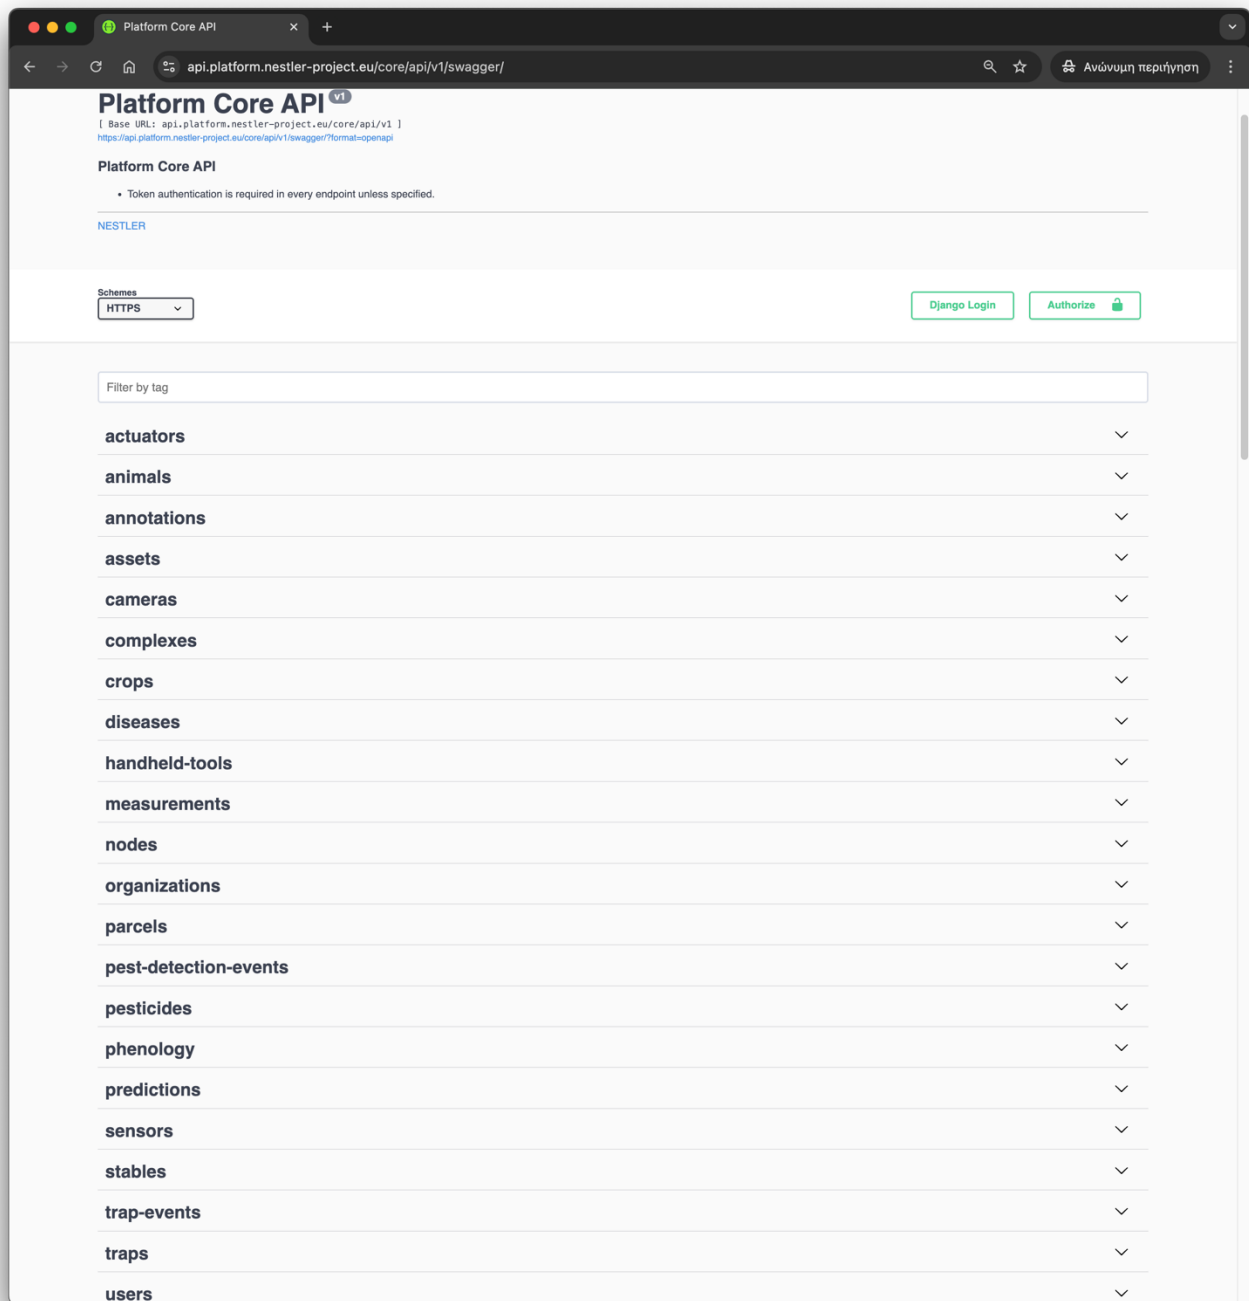 Platform Core API
api.platform.nestler-project.eu/core/api/v1/swagger/
Ανώνυμη περιήγηση
Platform Core API v1
[ Base URL: api.platform.nestler-project.eu/core/api/v1 ]
https://api.platform.nestler-project.eu/core/api/v1/swagger/?format=openapi
Platform Core API
• Token authentication is required in every endpoint unless specified.
NESTLER
Schemes
HTTPS
Django Login
Authorize
Filter by tag
actuators
animals
annotations
assets
cameras
complexes
crops
diseases
handheld-tools
measurements
nodes
organizations
parcels
pest-detection-events
pesticides
phenology
predictions
sensors
stables
trap-events
traps
users